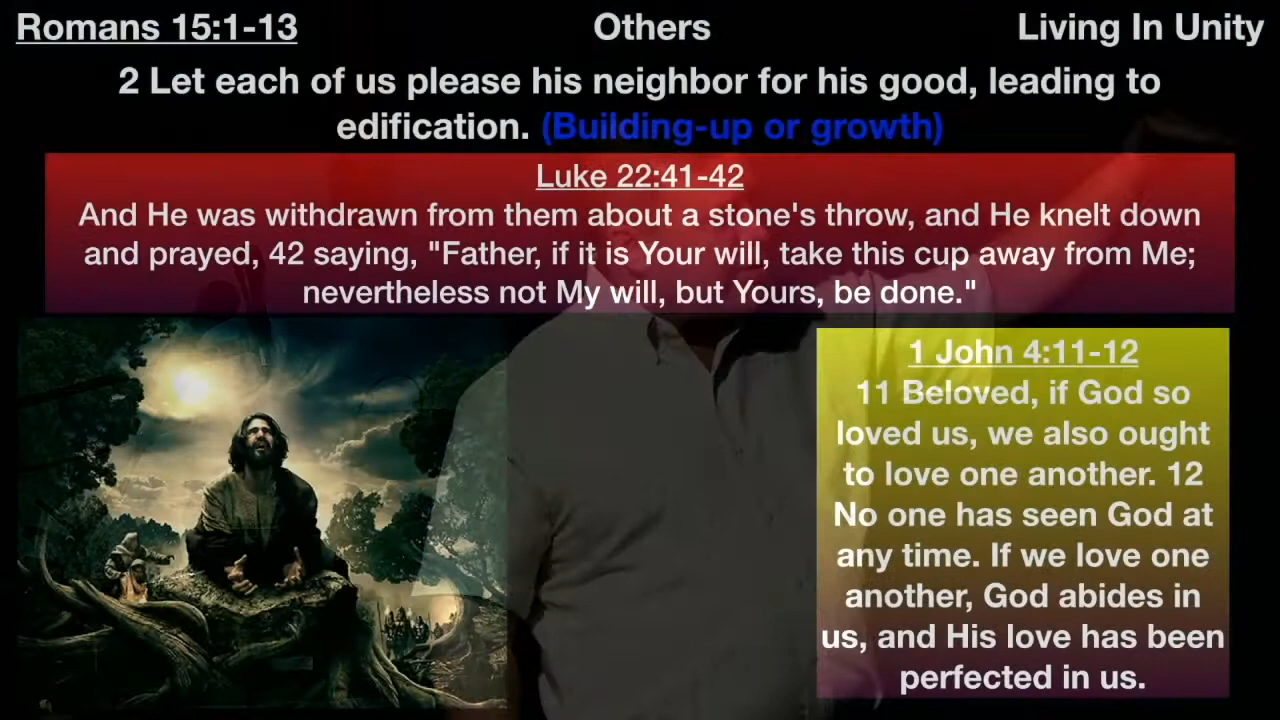 Romans 15:1-13 Others Living In Unity
2 Let each of us please his neighbor for his good, leading to
edification. (Building-up or growth)
Luke 22:41-42
And He was withdrawn from them about a stone's throw, and He knelt down
and prayed, 42 saying, "Father, if it is Your will, take this cup away from Me;
nevertheless not My will, but Yours, be done."
1 John 4:11-12
11 Beloved, if God so
loved us, we also ought
to love one another. 12
No one has seen God at
any time. If we love one
another, God abides in
us, and His love has been
perfected in us.